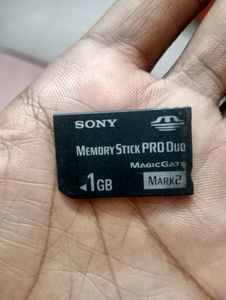 SONY
MEMORY STICK PRO DUO
MAGICGATE
1GB MARK2